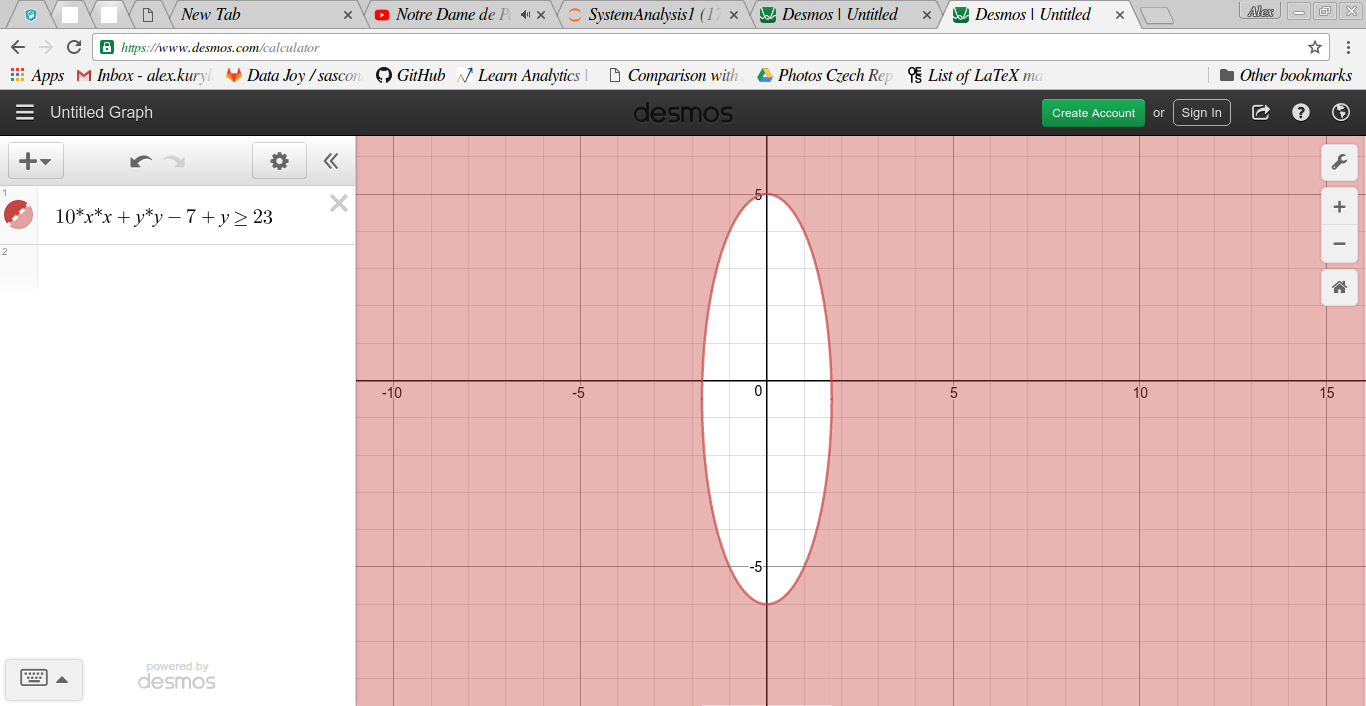 New Tab
Notre Dame de P
SystemAnalysis1 (1
Desmos | Untitled
Desmos | Untitled
Alex
https://www.desmos.com/calculator
Apps
Inbox - alex.kury
Data Joy / sascon
GitHub
Learn Analytics |
Comparison with
Photos Czech Rep
List of LaTeX ma
Other bookmarks
Untitled Graph
desmos
Create Account
or
Sign In
1
10*x*x + y*y − 7 + y ≥ 23
2
5
-10
-5
0
5
10
15
-5
powered by
desmos